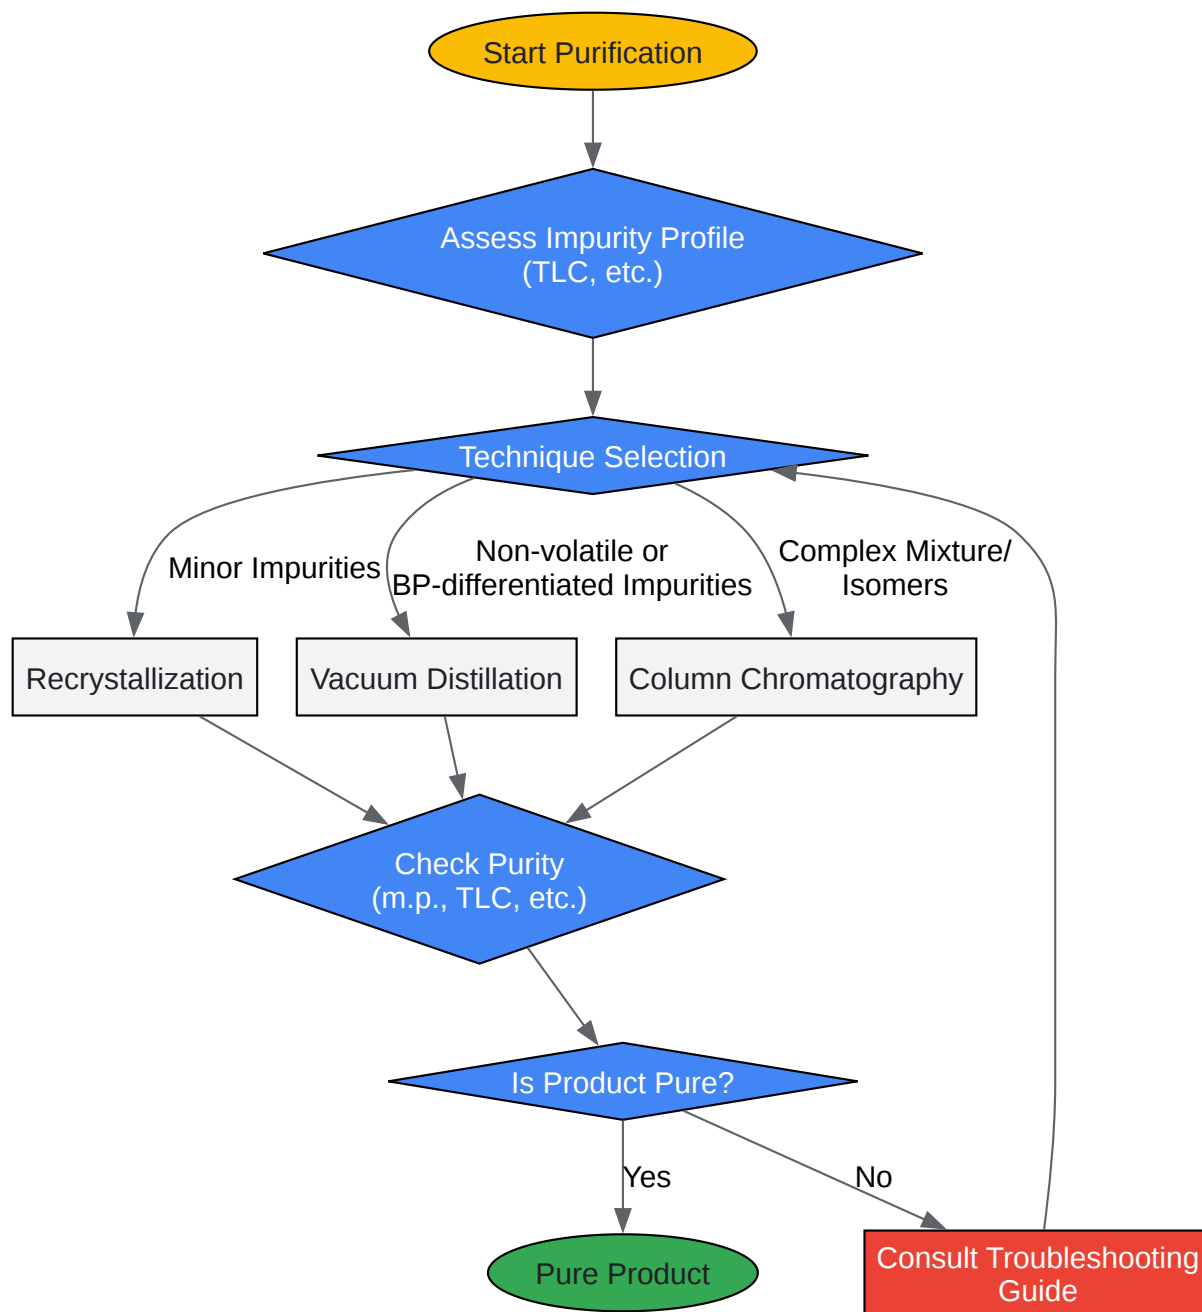 Start Purification
Assess Impurity Profile
(TLC, etc.)
Technique Selection
Minor Impurities
Non-volatile or
BP-differentiated Impurities
Complex Mixture/
Isomers
Recrystallization
Vacuum Distillation
Column Chromatography
Check Purity
(m.p., TLC, etc.)
Is Product Pure?
Yes
No
Pure Product
Consult Troubleshooting
Guide